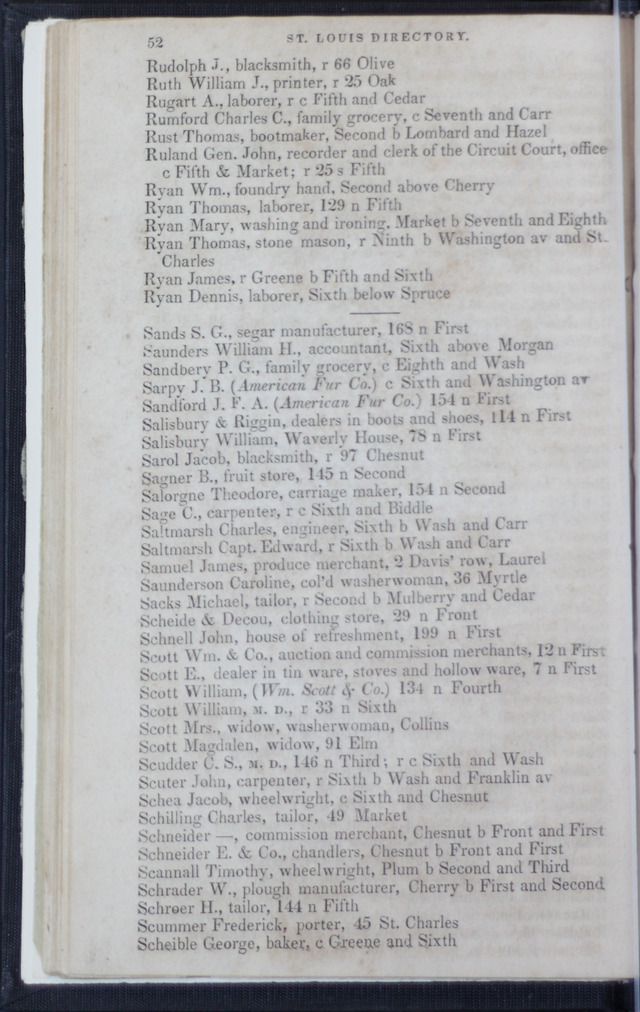 52 ST. LOUIS DIRECTORY.
Rudolph J., blacksmith, r 66 Olive
Ruth William J., printer, r 25 Oak
Rugart A., laborer, r c Fifth and Cedar
Rumford Charles C., family grocery, c Seventh and Carr
Rust Thomas, bootmaker, Second b Lombard and Hazel
Ruland Gen. John, recorder and clerk of the Circuit Court, office
c Fifth & Market; r 25 s Fifth
Ryan Wm., foundry hand, Second above Cherry
Ryan Thomas, laborer, 129 n Fifth
Ryan Mary, washing and ironing, Market b Seventh and Eighth
Ryan Thomas, stone mason, r Ninth b Washington av and St.
Charles
Ryan James, r Greene b Fifth and Sixth
Ryan Dennis, laborer, Sixth below Spruce
Sands S. G., segar manufacturer, 168 n First
Saunders William H., accountant, Sixth above Morgan
Sandbery P. G., family grocery, c Eighth and Wash
Sarpy J. B. (American Fur Co.) c Sixth and Washington av
Sandford J. F. A. (American Fur Co.) 154 n First
Salisbury & Riggin, dealers in boots and shoes, 114 n First
Salisbury William, Waverly House, 78 n First
Sarol Jacob, blacksmith, r 97 Chesnut
Sagner B., fruit store, 145 n Second
Salorgne Theodore, carriage maker, 154 n Second
Sage C., carpenter, r c Sixth and Biddle
Saltmarsh Charles, engineer, Sixth b Wash and Carr
Saltmarsh Capt. Edward, r Sixth b Wash and Carr
Samuel James, produce merchant, 2 Davis' row, Laurel
Saunderson Caroline, col'd washerwoman, 36 Myrtle
Sacks Michael, tailor, r Second b Mulberry and Cedar
Scheide & Decou, clothing store, 29 n Front
Schnell John, house of refreshment, 199 n First
Scott Wm. & Co., auction and commission merchants, 12 n First
Scott E., dealer in tin ware, stoves and hollow ware, 7 n First
Scott William, (Wm. Scott & Co.) 134 n Fourth
Scott William, M. D., r 33 n Sixth
Scott Mrs., widow, washerwoman, Collins
Scott Magdalen, widow, 91 Elm
Scudder C. S., M. D., 146 n Third; r c Sixth and Wash
Scuter John, carpenter, r Sixth b Wash and Franklin av
Schea Jacob, wheelwright, c Sixth and Chesnut
Schilling Charles, tailor, 49 Market
Schneider —, commission merchant, Chesnut b Front and First
Schneider E. & Co., chandlers, Chesnut b Front and First
Scannall Timothy, wheelwright, Plum b Second and Third
Schrader W., plough manufacturer, Cherry b First and Second
Schroer H., tailor, 144 n Fifth
Scummer Frederick, porter, 45 St. Charles
Scheible George, baker, c Greene and Sixth